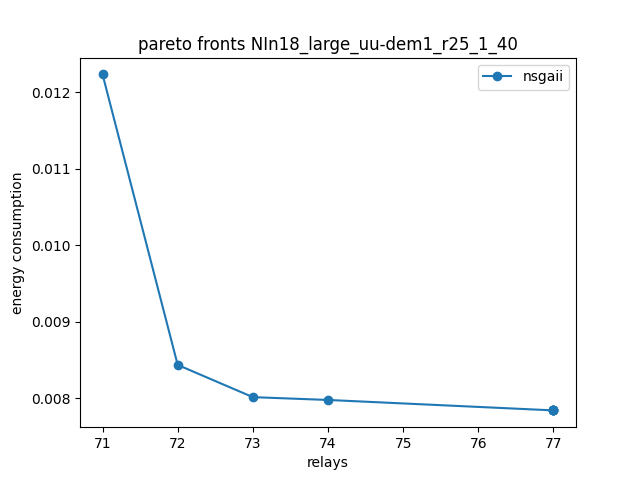 pareto fronts NIn18_large_uu-dem1_r25_1_40
nsgaii
0.012
0.011
0.010
0.009
0.008
energy consumption
71 72 73 74 75 76 77
relays